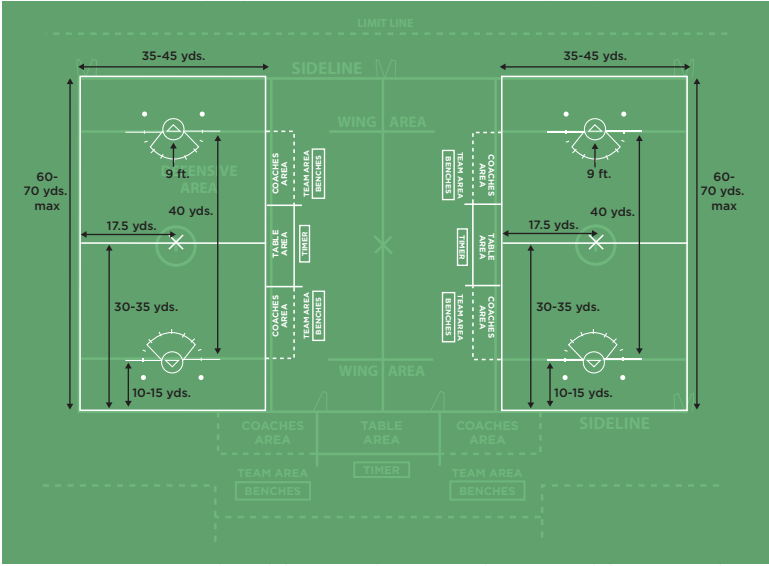 LIMIT LINE
35-45 yds.
35-45 yds.
SIDELINE
WING AREA
COACHES
AREA
TEAM AREA
BENCHES
BENCHES
TEAM AREA
COACHES
AREA
9 ft.
DEFENSIVE
AREA
9 ft.
60-
70 yds.
max
60-
70 yds.
max
40 yds.
40 yds.
17.5 yds.
17.5 yds.
TABLE
AREA
TIMER
TIMER
TABLE
AREA
30-35 yds.
30-35 yds.
COACHES
AREA
TEAM AREA
BENCHES
BENCHES
TEAM AREA
COACHES
AREA
WING AREA
10-15 yds.
10-15 yds.
COACHES
AREA
TABLE
AREA
COACHES
AREA
SIDELINE
TEAM AREA
BENCHES
TIMER
TEAM AREA
BENCHES